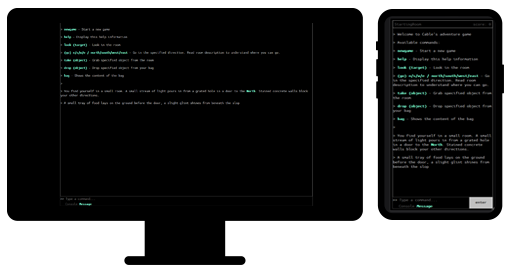 > newgame - Start a new game
> help - Display this help information
> look {target} - Look in the room
> {go} n/s/e/w / north/south/west/east - Go in the specified direction. Read room description to understand where you can go.
> take {object} - Grab specified object from the room
> drop {object} - Drop specified object from your bag
> bag - Shows the content of the bag
>
> You find yourself in a small room. A small stream of light pours in from a grated hole in a door to the North. Stained concrete walls block your other directions.
> A small tray of food lays on the ground before the door, a slight glint shines from beneath the slop
Type a command
Message
> Welcome to Cable's adventure game
> Available commands:
> newgame - Start a new game
> help - Display this help information
> look {target} - Look in the room
> {go} n/s/e/w / north/south/west/east - Go in the specified direction. Read room description to understand where you can go.
> take {object} - Grab specified object from the room
> drop {object} - Drop specified object from your bag
> bag - Shows the content of the bag
>
> You find yourself in a small room. A small
stream of light pours in from a grated hole
in a door to the North. Stained concrete
walls block your other directions.
> A small tray of food lays on the ground
before the door, a slight glint shines from
beneath the slop
Type a command
Message
enter